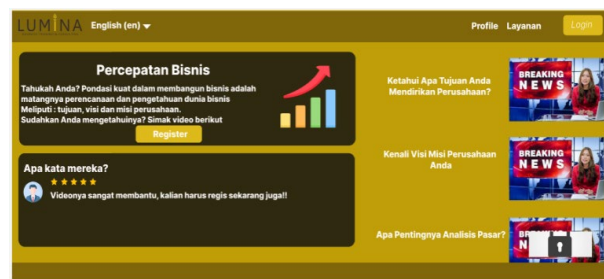 LUMINA
English (en)
Profile Layanan
Login
Percepatan Bisnis
Tahukah Anda? Pondasi kuat dalam membangun bisnis adalah
matangnya perencanaan dan pengetahuan dunia bisnis
Meliputi : tujuan, visi dan misi perusahaan.
Sudahkan Anda mengetahuinya? Simak video berikut
Register
Apa kata mereka?
Videonya sangat membantu, kalian harus regis sekarang juga!!
Ketahui Apa Tujuan Anda
Mendirikan Perusahaan?
BREAKING
NEWS
Kenali Visi Misi Perusahaan
Anda
BREAKING
NEWS
Apa Pentingnya Analisis Pasar?